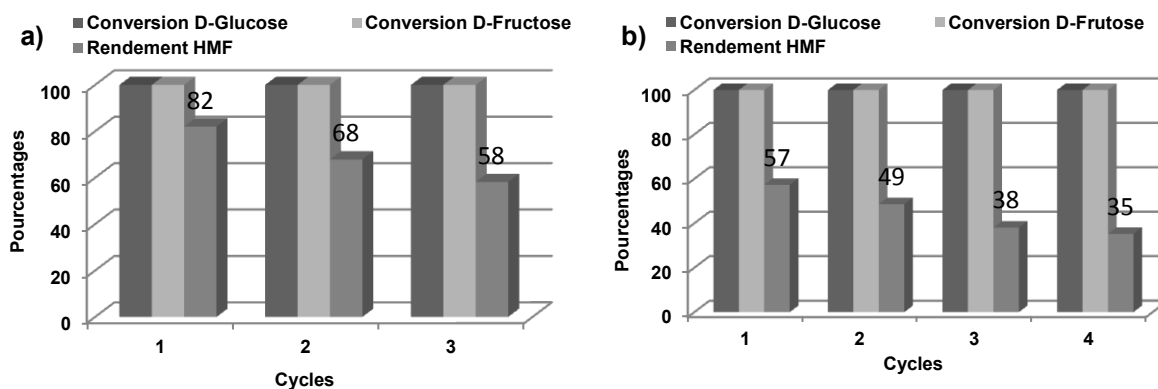 a)
Conversion D-Glucose Conversion D-Fructose
Rendement HMF
Pourcentages
100
80
60
40
20
0
82
68
58
1 2 3
Cycles
b)
Conversion D-Glucose Conversion D-Frutose
Rendement HMF
Pourcentages
100
80
60
40
20
0
57
49
38
35
1 2 3 4
Cycles